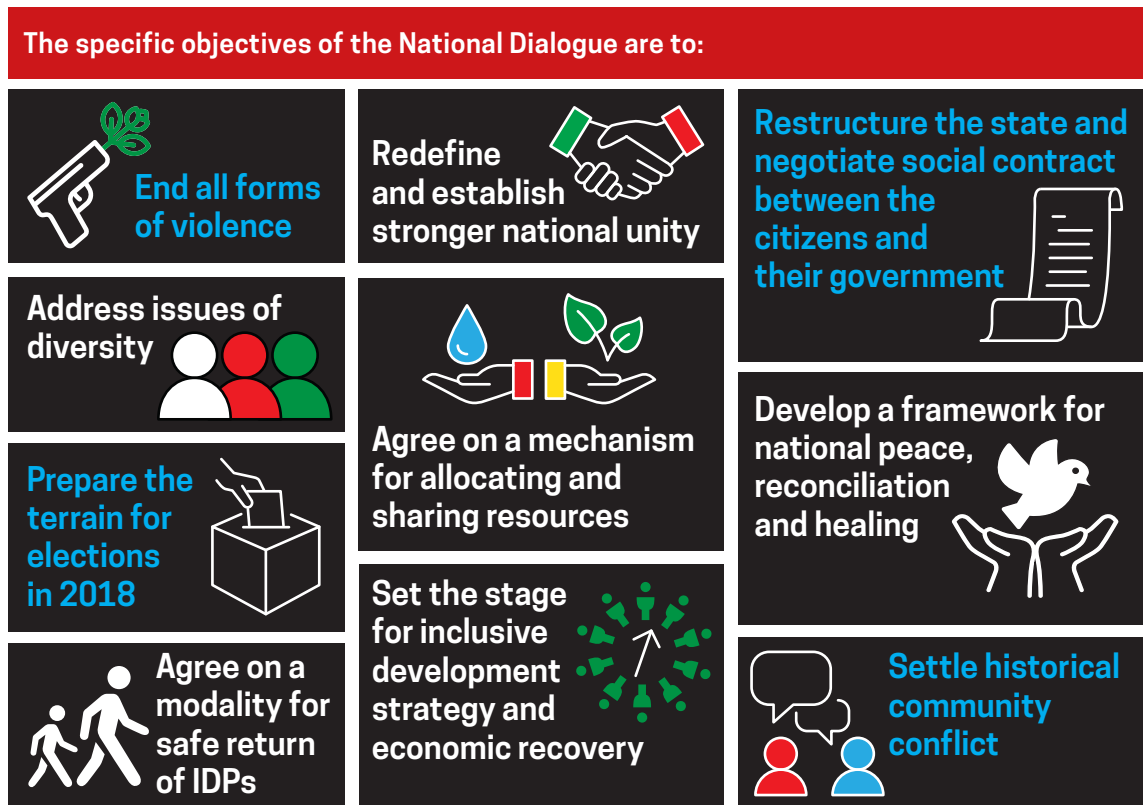 The specific objectives of the National Dialogue are to:
End all forms
of violence
Address issues of
diversity
Prepare the
terrain for
elections
in 2018
Agree on a
modality for
safe return
of IDPs
Redefine
and establish
stronger national unity
Agree on a mechanism
for allocating and
sharing resources
Set the stage
for inclusive
development
strategy and
economic recovery
Restructure the state and
negotiate social contract
between the
citizens and
their government
Develop a framework for
national peace,
reconciliation
and healing
Settle historical
community
conflict